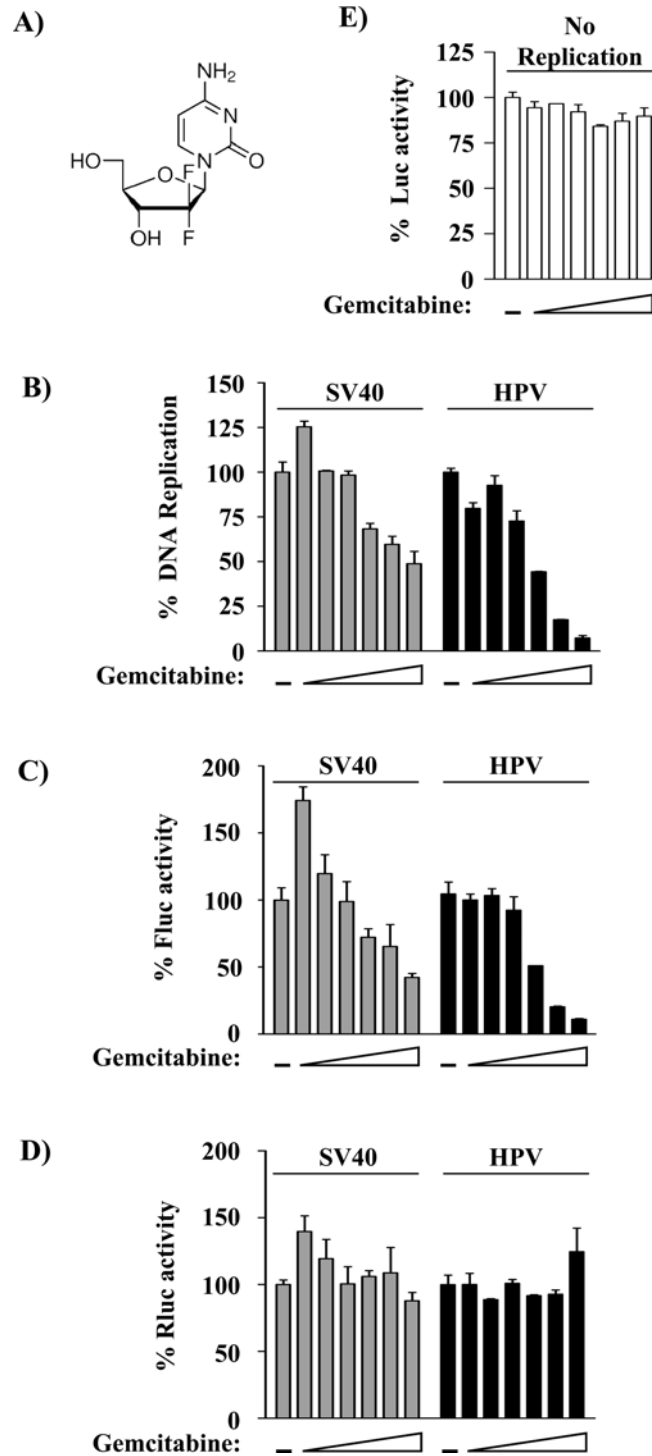 A)
NH₂
N
N
O
HO
O
F
F
OH
E)
No
Replication
% Luc activity
125
100
75
50
25
0
Gemcitabine:
B)
SV40
HPV
% DNA Replication
150
125
100
75
50
25
0
Gemcitabine:
C)
SV40
HPV
% Fluc activity
200
150
100
50
0
Gemcitabine:
D)
SV40
HPV
% Rluc activity
200
150
100
50
0
Gemcitabine: